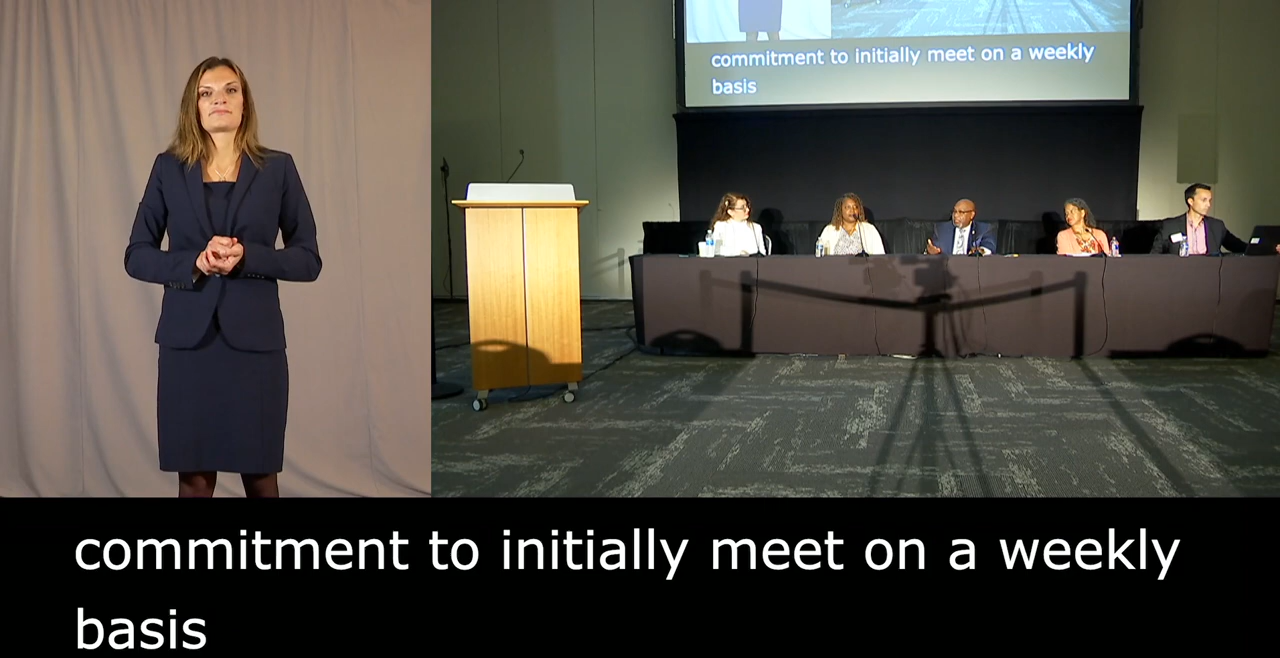 commitment to initially meet on a weekly
basis
commitment to initially meet on a weekly
basis